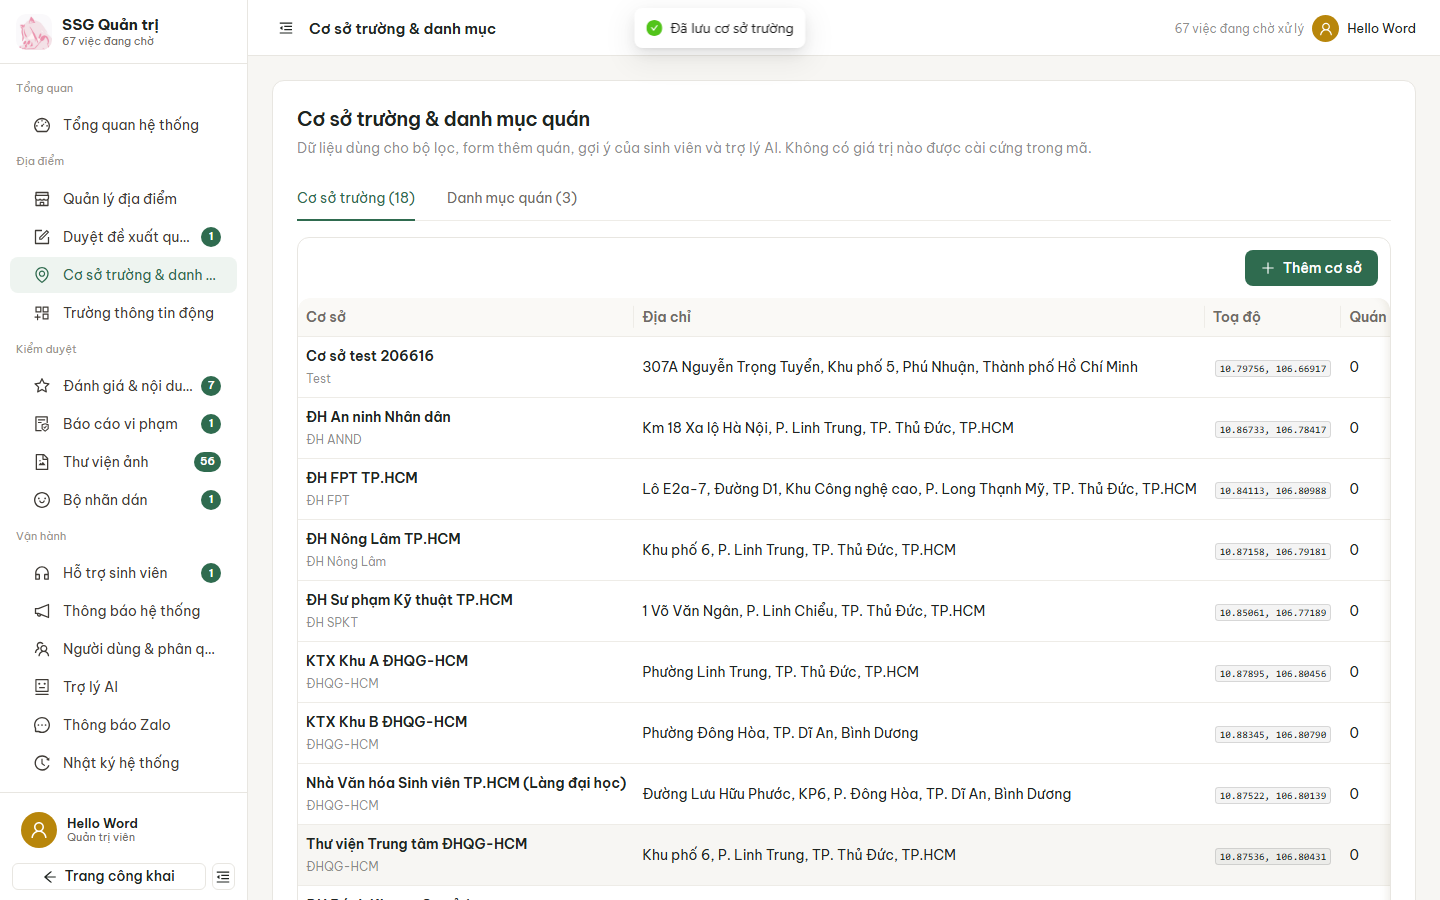 SSG Quản trị
67 việc đang chờ
Cơ sở trường & danh mục
Đã lưu cơ sở trường
67 việc đang chờ xử lý
Hello Word
Tổng quan
Tổng quan hệ thống
Địa điểm
Quản lý địa điểm
Duyệt đề xuất qu... 1
Cơ sở trường & danh ...
Trường thông tin động
Kiểm duyệt
Đánh giá & nội du... 7
Báo cáo vi phạm 1
Thư viện ảnh 56
Bộ nhãn dán 1
Vận hành
Hỗ trợ sinh viên 1
Thông báo hệ thống
Người dùng & phân q...
Trợ lý AI
Thông báo Zalo
Nhật ký hệ thống
Hello Word
Quản trị viên
Trang công khai
Cơ sở trường & danh mục quán
Dữ liệu dùng cho bộ lọc, form thêm quán, gợi ý của sinh viên và trợ lý AI. Không có giá trị nào được cài cứng trong mã.
Cơ sở trường (18) Danh mục quán (3)
Thêm cơ sở
Cơ sở Địa chỉ Toạ độ Quán
Cơ sở test 206616
Test
307A Nguyễn Trọng Tuyển, Khu phố 5, Phú Nhuận, Thành phố Hồ Chí Minh
10.79756, 106.66917
0
ĐH An ninh Nhân dân
ĐH ANND
Km 18 Xa lộ Hà Nội, P. Linh Trung, TP. Thủ Đức, TP.HCM
10.86733, 106.78417
0
ĐH FPT TP.HCM
ĐH FPT
Lô E2a-7, Đường D1, Khu Công nghệ cao, P. Long Thạnh Mỹ, TP. Thủ Đức, TP.HCM
10.84113, 106.80988
0
ĐH Nông Lâm TP.HCM
ĐH Nông Lâm
Khu phố 6, P. Linh Trung, TP. Thủ Đức, TP.HCM
10.87158, 106.79181
0
ĐH Sư phạm Kỹ thuật TP.HCM
ĐH SPKT
1 Võ Văn Ngân, P. Linh Chiểu, TP. Thủ Đức, TP.HCM
10.85061, 106.77189
0
KTX Khu A ĐHQG-HCM
ĐHQG-HCM
Phường Linh Trung, TP. Thủ Đức, TP.HCM
10.87895, 106.80456
0
KTX Khu B ĐHQG-HCM
ĐHQG-HCM
Phường Đông Hòa, TP. Dĩ An, Bình Dương
10.88345, 106.80790
0
Nhà Văn hóa Sinh viên TP.HCM (Làng đại học)
ĐHQG-HCM
Đường Lưu Hữu Phước, KP6, P. Đông Hòa, TP. Dĩ An, Bình Dương
10.87522, 106.80139
0
Thư viện Trung tâm ĐHQG-HCM
ĐHQG-HCM
Khu phố 6, P. Linh Trung, TP. Thủ Đức, TP.HCM
10.87536, 106.80431
0